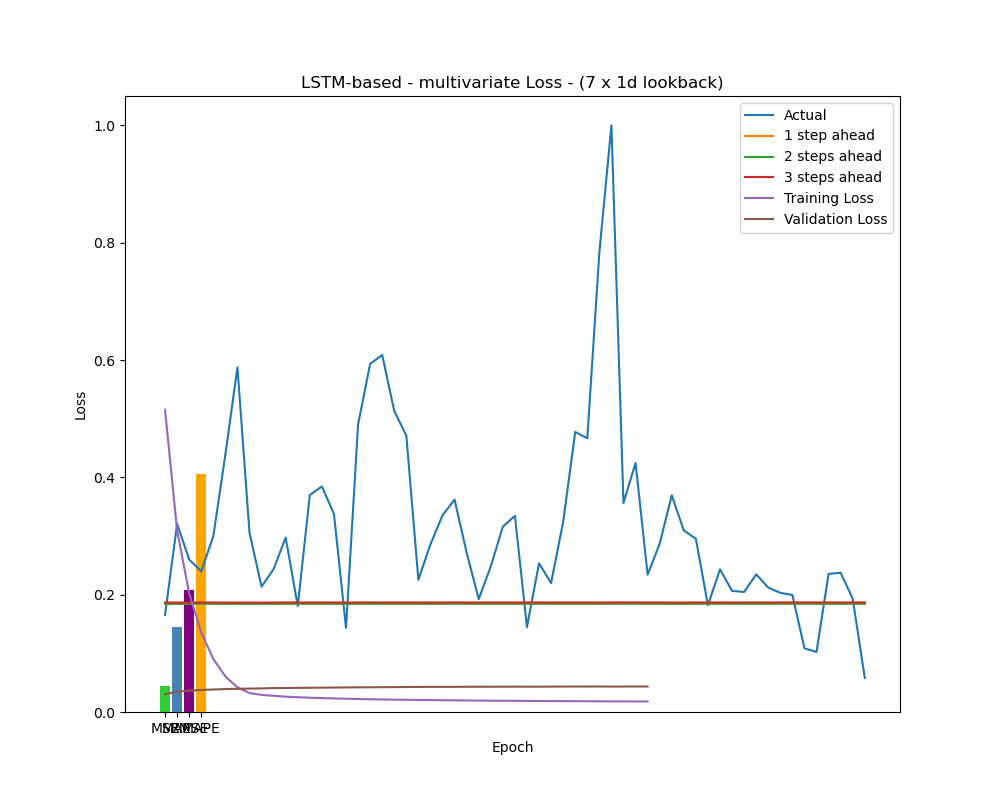 LSTM-based - multivariate Loss - (7 x 1d lookback)
Actual
1 step ahead
2 steps ahead
3 steps ahead
Training Loss
Validation Loss
1.0
0.8
0.6
0.4
0.2
0.0
Loss
Epoch